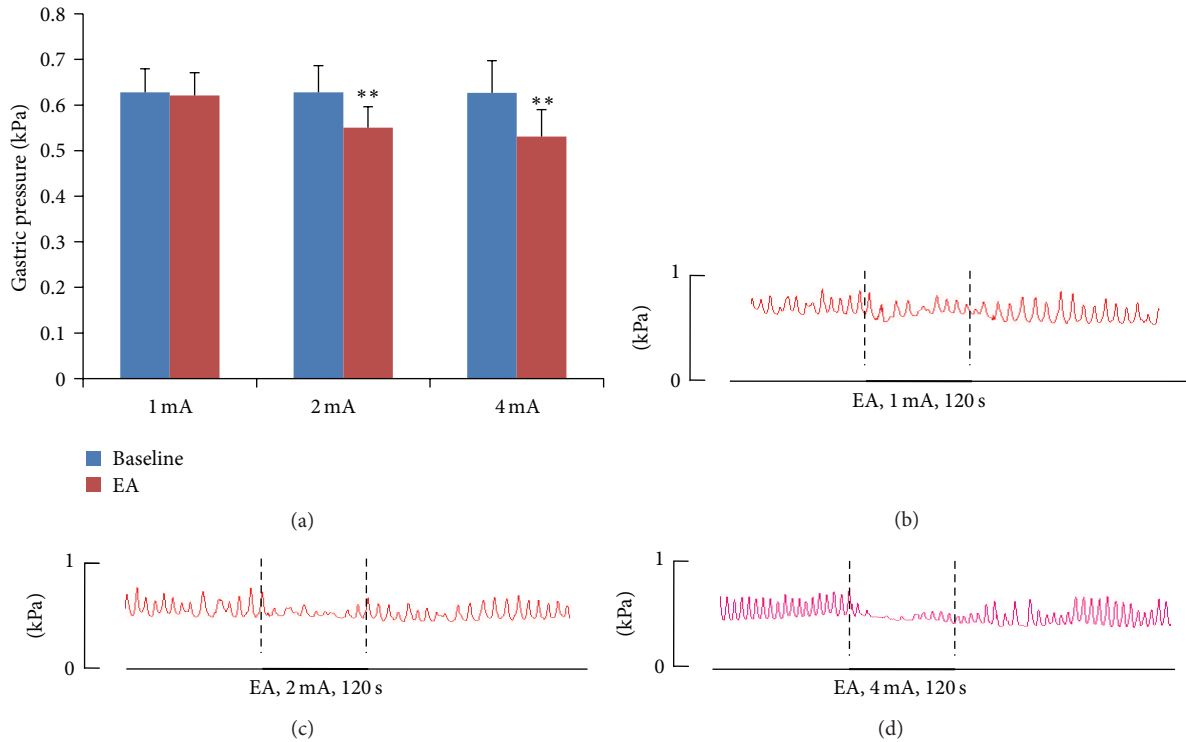 0.8
0.7
0.6
0.5
0.4
0.3
0.2
0.1
0
Gastric pressure (kPa)
**
**
1 mA
2 mA
4 mA
Baseline
EA
(a)
1
0
(kPa)
EA, 1 mA, 120 s
(b)
1
0
(kPa)
EA, 2 mA, 120 s
(c)
1
0
(kPa)
EA, 4 mA, 120 s
(d)